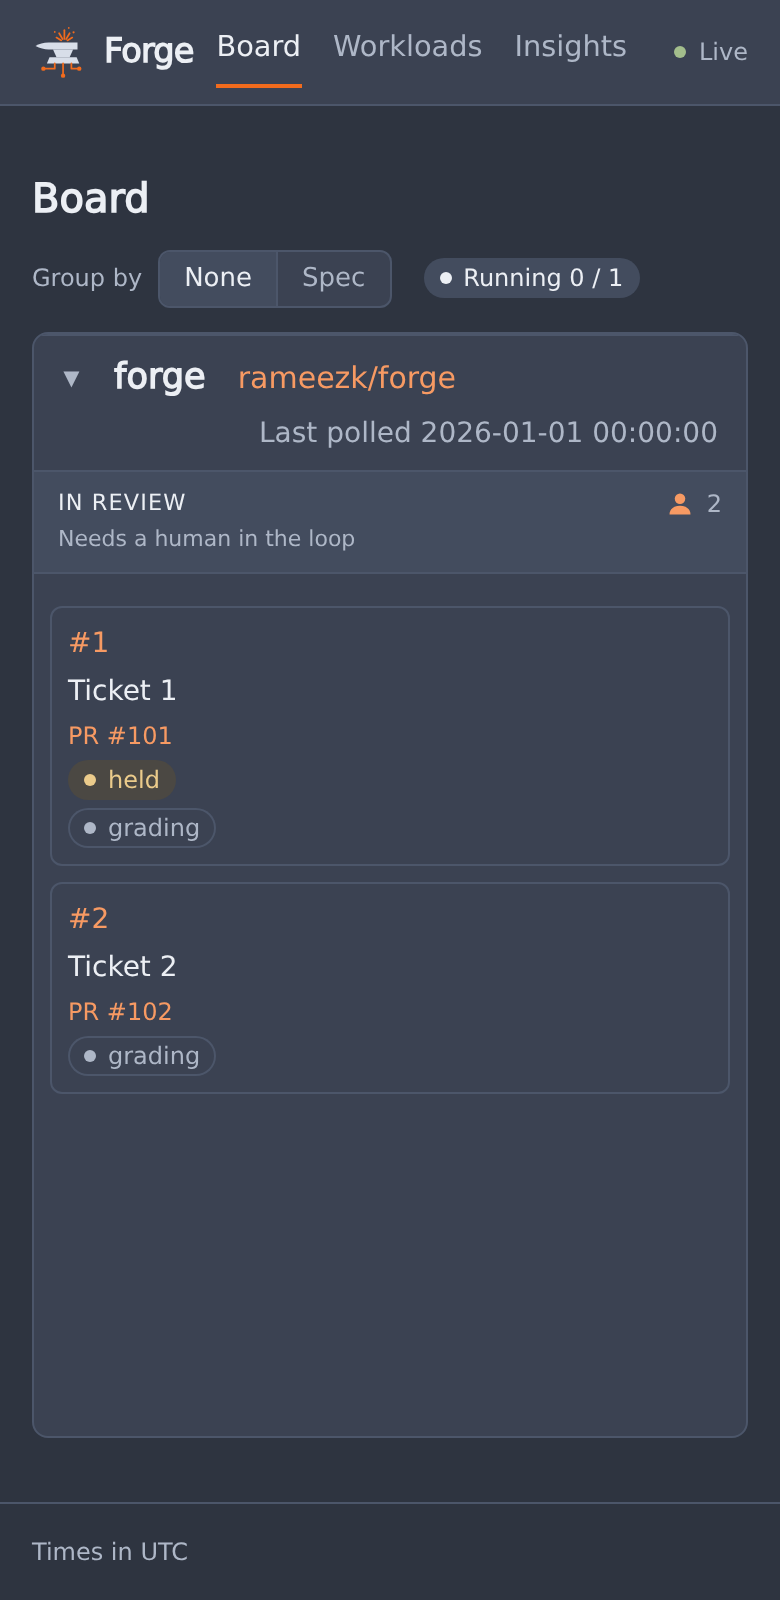 Forge Board Workloads Insights Live
Board
Group by None Spec Running 0 / 1
▼ forge rameezk/forge
Last polled 2026-01-01 00:00:00
IN REVIEW 2
Needs a human in the loop
#1
Ticket 1
PR #101
held
grading
#2
Ticket 2
PR #102
grading
Times in UTC